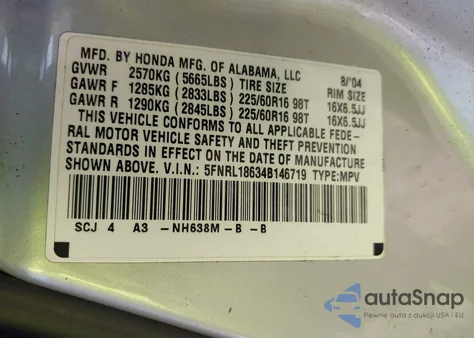 MFD. BY HONDA MFG. OF ALABAMA, LLC 8/'04
GVWR 2570KG (5665LBS) TIRE SIZE RIM SIZE
GAWR F 1285KG (2833LBS) 225/60R16 98T 16X6.5JJ
GAWR R 1290KG (2845LBS) 225/60R16 98T 16X6.5JJ
THIS VEHICLE CONFORMS TO ALL APPLICABLE FEDE-
RAL MOTOR VEHICLE SAFETY AND THEFT PREVENTION
STANDARDS IN EFFECT ON THE DATE OF MANUFACTURE
SHOWN ABOVE. V.I.N.: 5FNRL18634B146719 TYPE:MPV
SCJ 4 A3 -NH638M-B -B
autoSnap
Pewne auto z aukcji USA i EU